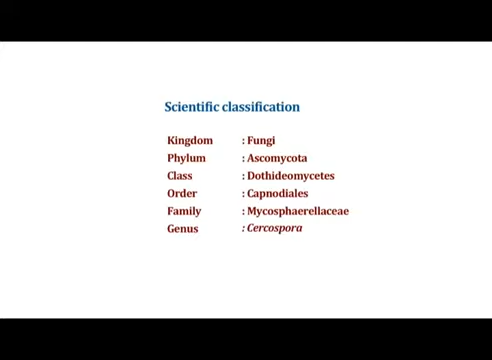 Scientific classification
Kingdom : Fungi
Phylum : Ascomycota
Class : Dothideomycetes
Order : Capnodiales
Family : Mycosphaerellaceae
Genus : Cercospora